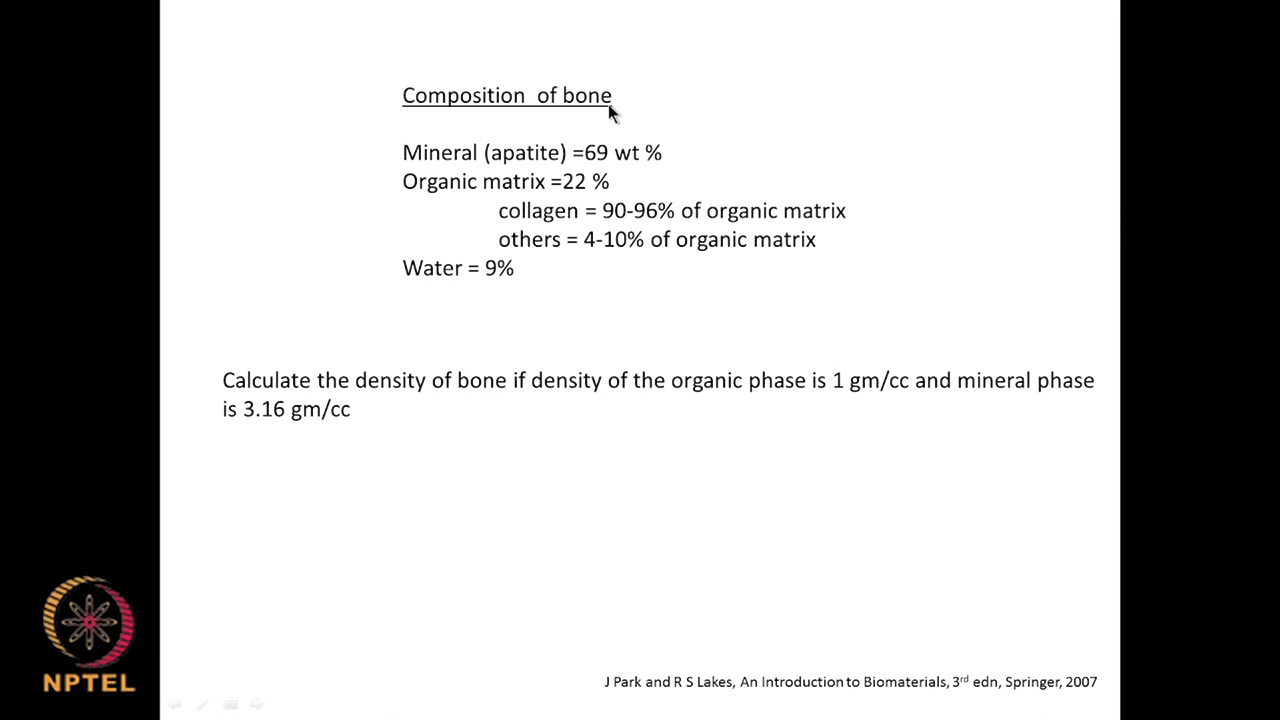 Composition of bone
Mineral (apatite) =69 wt %
Organic matrix =22 %
collagen = 90-96% of organic matrix
others = 4-10% of organic matrix
Water = 9%
Calculate the density of bone if density of the organic phase is 1 gm/cc and mineral phase
is 3.16 gm/cc
NPTEL
J Park and R S Lakes, An Introduction to Biomaterials, 3rd edn, Springer, 2007